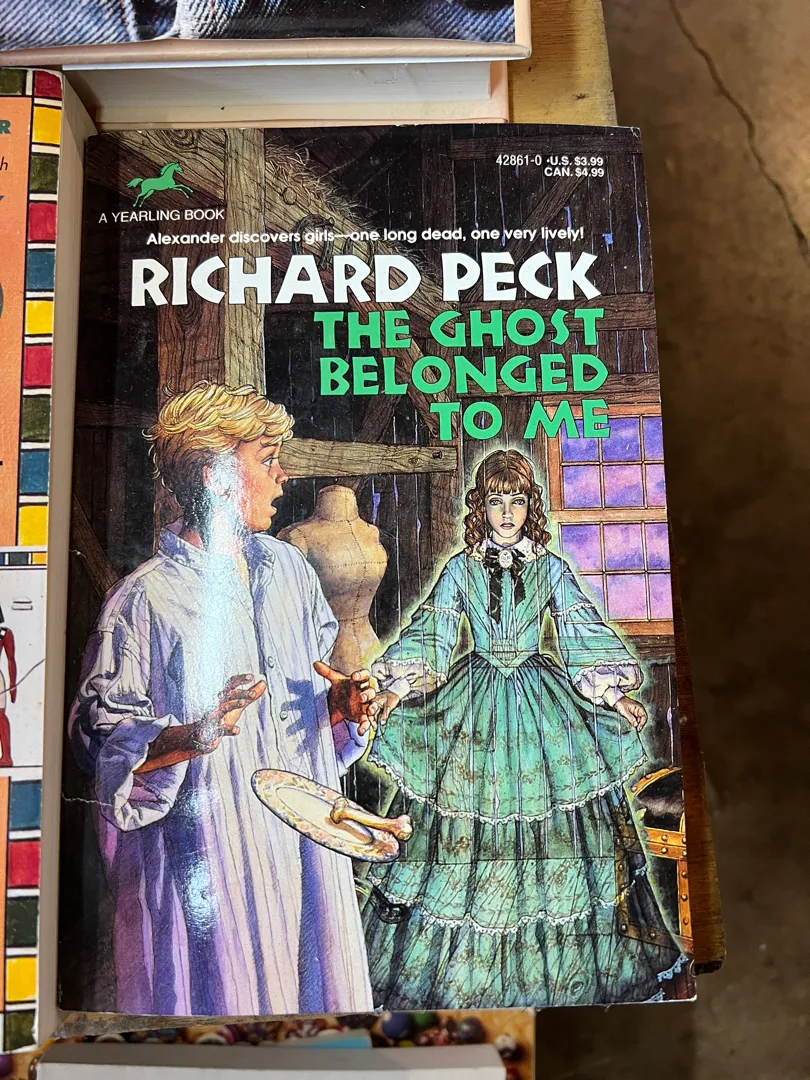 42861-0 • U.S. $3.99
CAN. $4.99
A YEARLING BOOK
Alexander discovers girls—one long dead, one very lively!
RICHARD PECK
THE GHOST
BELONGED
TO ME